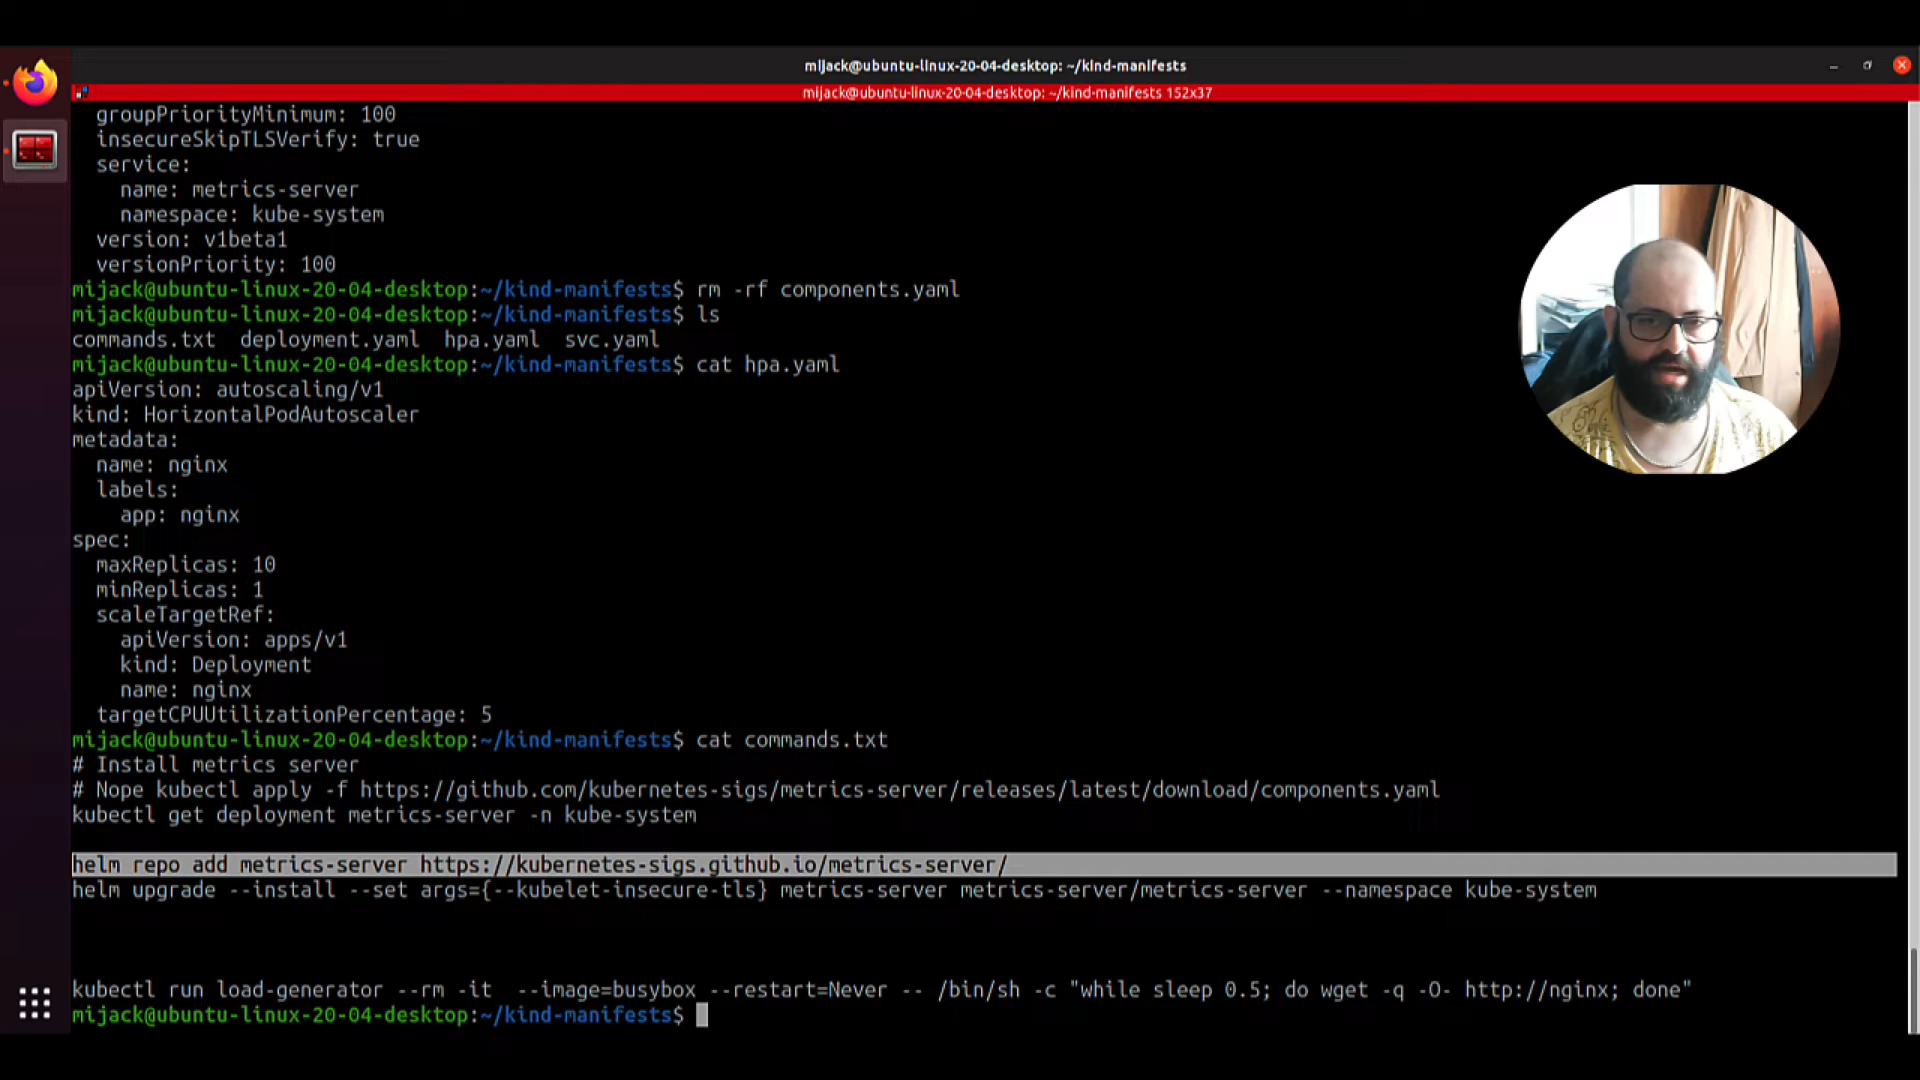 mijack@ubuntu-linux-20-04-desktop: ~/kind-manifests
mijack@ubuntu-linux-20-04-desktop: ~/kind-manifests 152x37
  groupPriorityMinimum: 100
  insecureSkipTLSVerify: true
  service:
    name: metrics-server
    namespace: kube-system
  version: v1beta1
  versionPriority: 100
mijack@ubuntu-linux-20-04-desktop:~/kind-manifests$ rm -rf components.yaml
mijack@ubuntu-linux-20-04-desktop:~/kind-manifests$ ls
commands.txt  deployment.yaml  hpa.yaml  svc.yaml
mijack@ubuntu-linux-20-04-desktop:~/kind-manifests$ cat hpa.yaml
apiVersion: autoscaling/v1
kind: HorizontalPodAutoscaler
metadata:
  name: nginx
  labels:
    app: nginx
spec:
  maxReplicas: 10
  minReplicas: 1
  scaleTargetRef:
    apiVersion: apps/v1
    kind: Deployment
    name: nginx
  targetCPUUtilizationPercentage: 5
mijack@ubuntu-linux-20-04-desktop:~/kind-manifests$ cat commands.txt
# Install metrics server
# Nope kubectl apply -f https://github.com/kubernetes-sigs/metrics-server/releases/latest/download/components.yaml
kubectl get deployment metrics-server -n kube-system
helm repo add metrics-server https://kubernetes-sigs.github.io/metrics-server/
helm upgrade --install --set args={--kubelet-insecure-tls} metrics-server metrics-server/metrics-server --namespace kube-system
kubectl run load-generator --rm -it  --image=busybox --restart=Never -- /bin/sh -c "while sleep 0.5; do wget -q -O- http://nginx; done"
mijack@ubuntu-linux-20-04-desktop:~/kind-manifests$